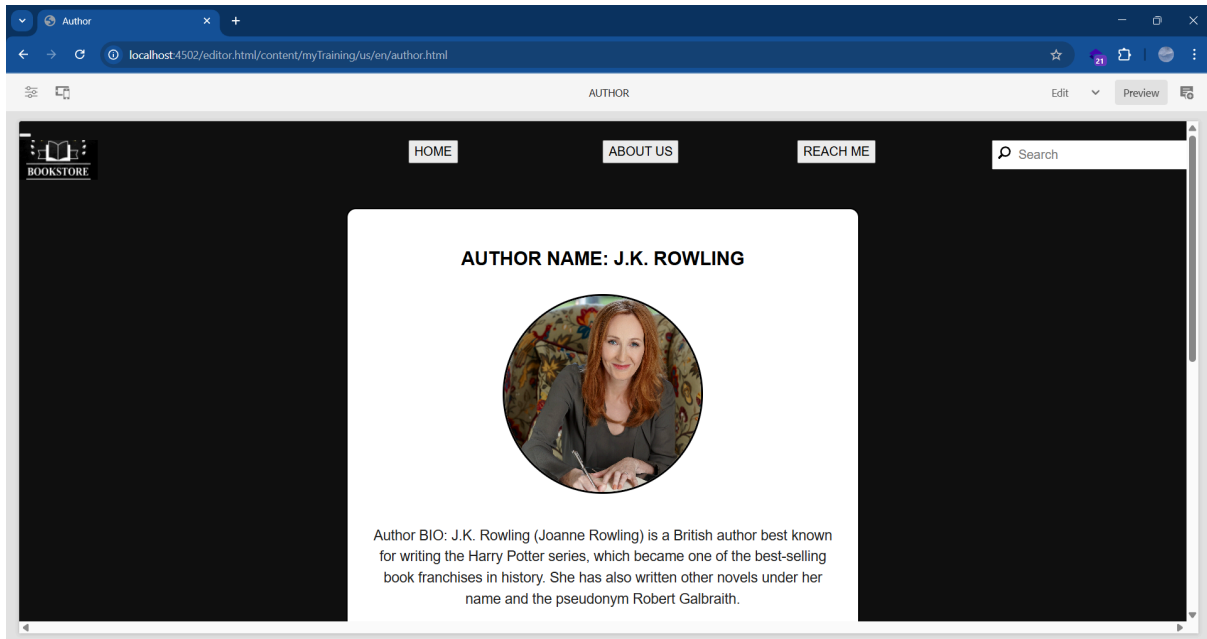 Author
localhost:4502/editor.html/content/myTraining/us/en/author.html
21
AUTHOR
Edit
Preview
BOOKSTORE
HOME
ABOUT US
REACH ME
Search
AUTHOR NAME: J.K. ROWLING
Author BIO: J.K. Rowling (Joanne Rowling) is a British author best known
for writing the Harry Potter series, which became one of the best-selling
book franchises in history. She has also written other novels under her
name and the pseudonym Robert Galbraith.